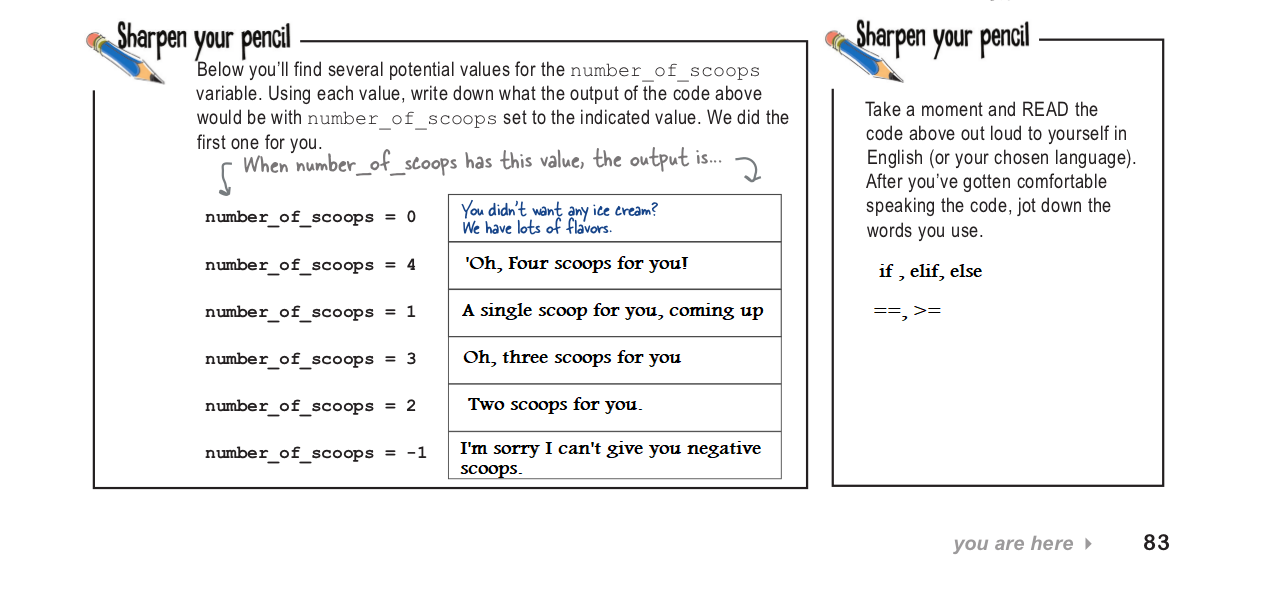 Sharpen your pencil
Below you'll find several potential values for the number_of_scoops
variable. Using each value, write down what the output of the code above
would be with number_of_scoops set to the indicated value. We did the
first one for you.
When number_of_scoops has this value, the output is...
number_of_scoops = 0
You didn't want any ice cream?
We have lots of flavors.
number_of_scoops = 4
'Oh, Four scoops for you!
number_of_scoops = 1
A single scoop for you, coming up
number_of_scoops = 3
Oh, three scoops for you
number_of_scoops = 2
Two scoops for you.
number_of_scoops = -1
I'm sorry I can't give you negative
scoops.
Sharpen your pencil
Take a moment and READ the
code above out loud to yourself in
English (or your chosen language).
After you've gotten comfortable
speaking the code, jot down the
words you use.
if , elif, else
==, >=
you are here
83